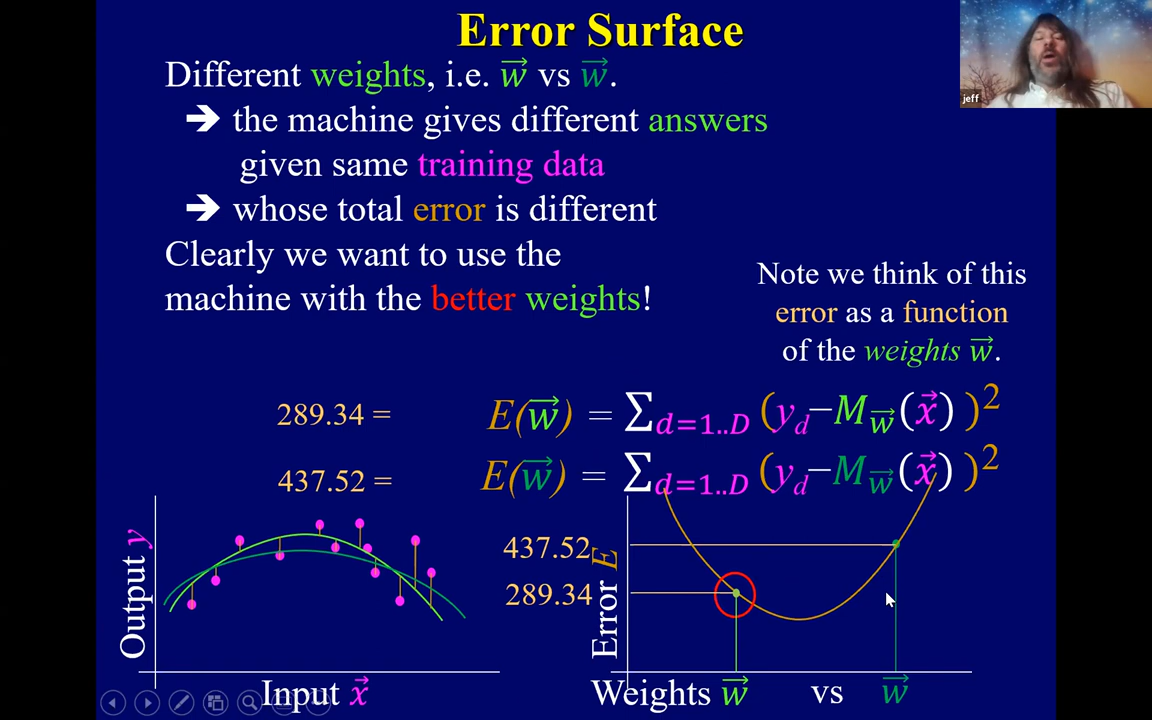 Error Surface
jeff
Different weights, i.e. w⃗ vs w⃗.
➔ the machine gives different answers
given same training data
➔ whose total error is different
Clearly we want to use the
machine with the better weights!
Note we think of this
error as a function
of the weights w⃗.
289.34 = E(w⃗) = ∑d=1..D (yd−Mw⃗(x⃗) )²
437.52 = E(w⃗) = ∑d=1..D (yd−Mw⃗(x⃗) )²
Output y
Input x⃗
437.52
289.34
Error E
Weights w⃗ vs w⃗